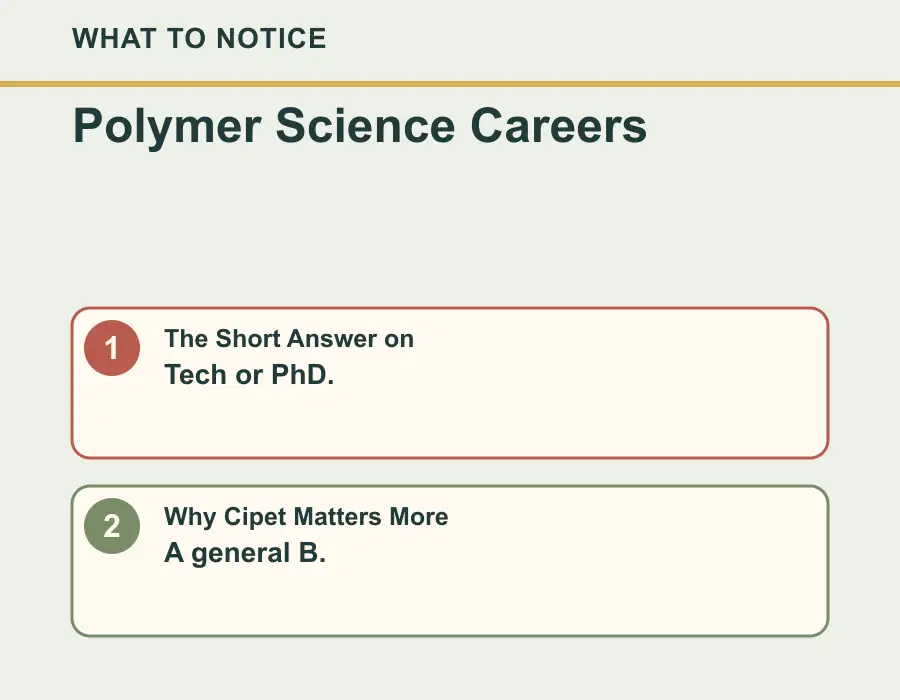 WHAT TO NOTICE
Polymer Science Careers
1
The Short Answer on
Tech or PhD.
2
Why Cipet Matters More
A general B.